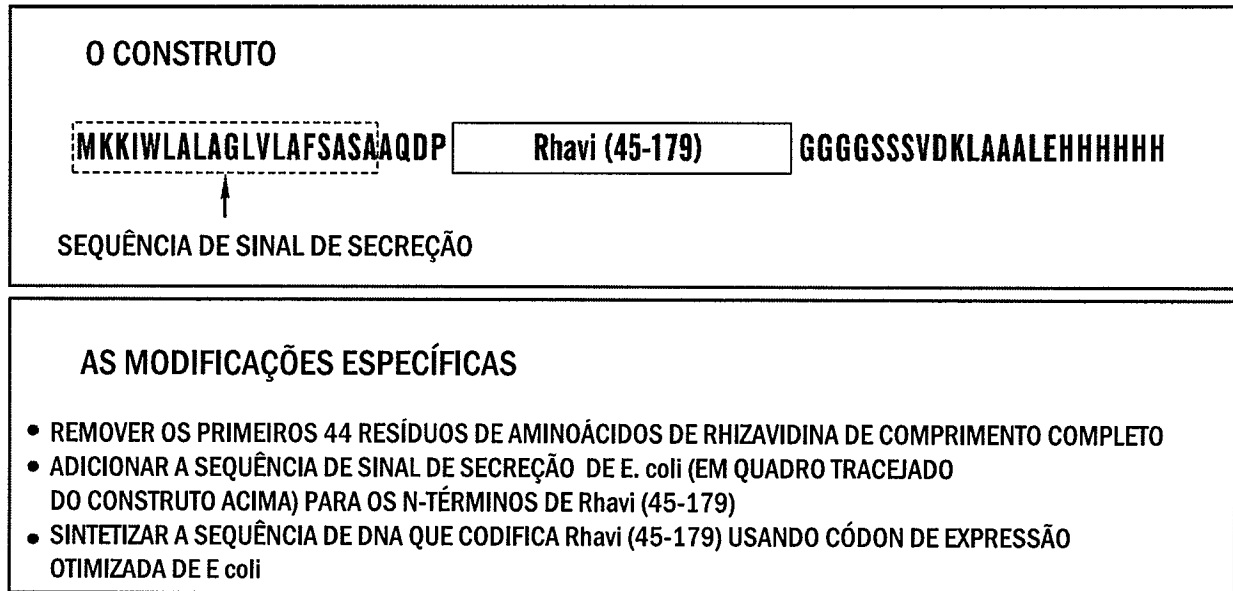 O CONSTRUTO
MKKIWLALAGLVLAFSASAAQDP Rhavi (45-179) GGGGSSSVDKLAAALEHHHHHH
SEQUÊNCIA DE SINAL DE SECREÇÃO
AS MODIFICAÇÕES ESPECÍFICAS
• REMOVER OS PRIMEIROS 44 RESÍDUOS DE AMINOÁCIDOS DE RHIZAVIDINA DE COMPRIMENTO COMPLETO
• ADICIONAR A SEQUÊNCIA DE SINAL DE SECREÇÃO DE E. coli (EM QUADRO TRACEJADO
DO CONSTRUTO ACIMA) PARA OS N-TÉRMINOS DE Rhavi (45-179)
• SINTETIZAR A SEQUÊNCIA DE DNA QUE CODIFICA Rhavi (45-179) USANDO CÓDON DE EXPRESSÃO
OTIMIZADA DE E coli